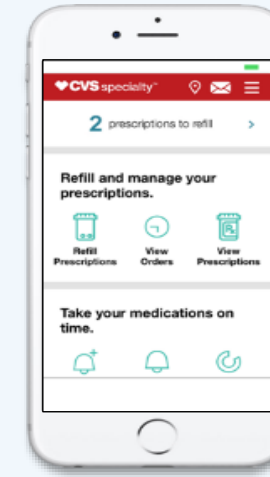 CVS specialty™
2 prescriptions to refill >
Refill and manage your
prescriptions.
Refill
Prescriptions
View
Orders
View
Prescriptions
Take your medications on
time.